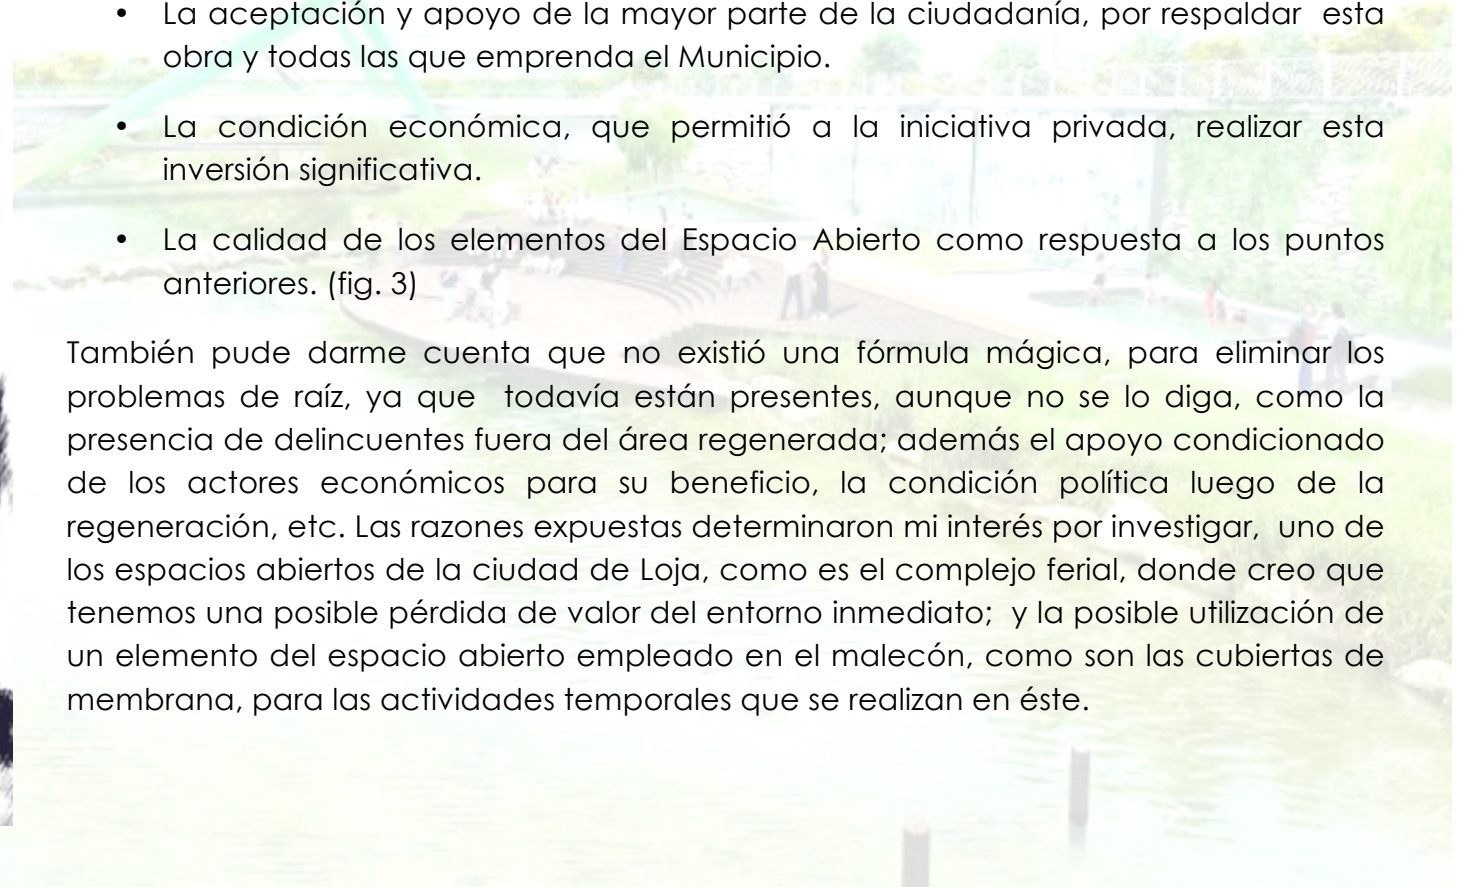 • La aceptación y apoyo de la mayor parte de la ciudadanía, por respaldar esta
obra y todas las que emprenda el Municipio.
• La condición económica, que permitió a la iniciativa privada, realizar esta
inversión significativa.
• La calidad de los elementos del Espacio Abierto como respuesta a los puntos
anteriores. (fig. 3)
También pude darme cuenta que no existió una fórmula mágica, para eliminar los
problemas de raíz, ya que todavía están presentes, aunque no se lo diga, como la
presencia de delincuentes fuera del área regenerada; además el apoyo condicionado
de los actores económicos para su beneficio, la condición política luego de la
regeneración, etc. Las razones expuestas determinaron mi interés por investigar, uno de
los espacios abiertos de la ciudad de Loja, como es el complejo ferial, donde creo que
tenemos una posible pérdida de valor del entorno inmediato; y la posible utilización de
un elemento del espacio abierto empleado en el malecón, como son las cubiertas de
membrana, para las actividades temporales que se realizan en éste.